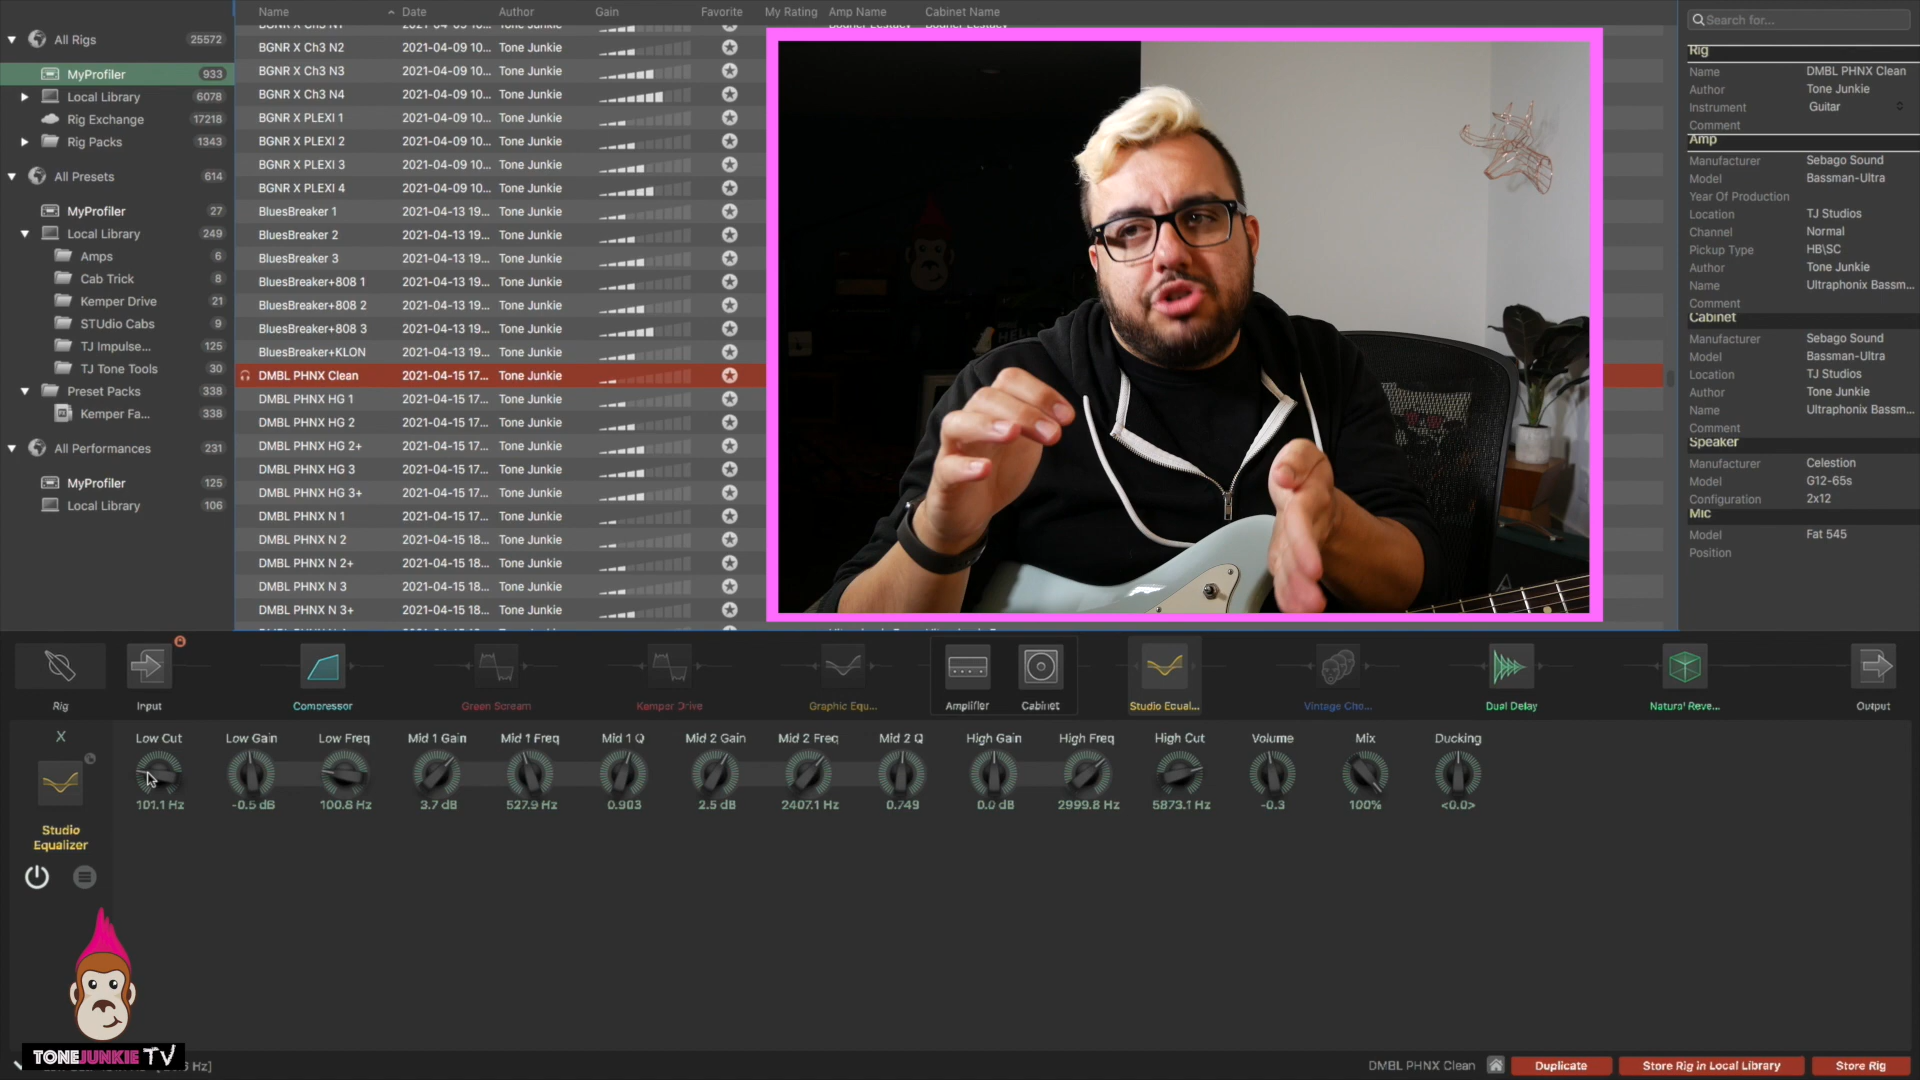 Name Date Author Gain Favorite My Rating Amp Name Cabinet Name
Search for...
All Rigs 25572
MyProfiler 933
Local Library 6078
Rig Exchange 17218
Rig Packs 1343
All Presets 614
MyProfiler 27
Local Library 249
Amps 6
Cab Trick 8
Kemper Drive 21
STUdio Cabs 9
TJ Impulse... 125
TJ Tone Tools 30
Preset Packs 338
Kemper Fa... 338
All Performances 231
MyProfiler 125
Local Library 106
BGNR X Ch3 N2 2021-04-09 10... Tone Junkie
BGNR X Ch3 N3 2021-04-09 10... Tone Junkie
BGNR X Ch3 N4 2021-04-09 10... Tone Junkie
BGNR X PLEXI 1 2021-04-09 10... Tone Junkie
BGNR X PLEXI 2 2021-04-09 10... Tone Junkie
BGNR X PLEXI 3 2021-04-09 10... Tone Junkie
BGNR X PLEXI 4 2021-04-09 10... Tone Junkie
BluesBreaker 1 2021-04-13 19... Tone Junkie
BluesBreaker 2 2021-04-13 19... Tone Junkie
BluesBreaker 3 2021-04-13 19... Tone Junkie
BluesBreaker+808 1 2021-04-13 19... Tone Junkie
BluesBreaker+808 2 2021-04-13 19... Tone Junkie
BluesBreaker+808 3 2021-04-13 19... Tone Junkie
BluesBreaker+KLON 2021-04-13 19... Tone Junkie
DMBL PHNX Clean 2021-04-15 17... Tone Junkie
DMBL PHNX HG 1 2021-04-15 17... Tone Junkie
DMBL PHNX HG 2 2021-04-15 17... Tone Junkie
DMBL PHNX HG 2+ 2021-04-15 17... Tone Junkie
DMBL PHNX HG 3 2021-04-15 17... Tone Junkie
DMBL PHNX HG 3+ 2021-04-15 17... Tone Junkie
DMBL PHNX N 1 2021-04-15 17... Tone Junkie
DMBL PHNX N 2 2021-04-15 18... Tone Junkie
DMBL PHNX N 2+ 2021-04-15 18... Tone Junkie
DMBL PHNX N 3 2021-04-15 18... Tone Junkie
DMBL PHNX N 3+ 2021-04-15 18... Tone Junkie
Rig
Name DMBL PHNX Clean
Author Tone Junkie
Instrument Guitar
Comment
Amp
Manufacturer Sebago Sound
Model Bassman-Ultra
Year Of Production
Location TJ Studios
Channel Normal
Pickup Type HB\SC
Author Tone Junkie
Name Ultraphonix Bassm...
Comment
Cabinet
Manufacturer Sebago Sound
Model Bassman-Ultra
Location TJ Studios
Author Tone Junkie
Name Ultraphonix Bassm...
Comment
Speaker
Manufacturer Celestion
Model G12-65s
Configuration 2x12
Mic
Model Fat 545
Position
Rig Input Compressor Green Scream Kemper Drive Graphic Equ... Amplifier Cabinet Studio Equal... Vintage Cho... Dual Delay Natural Reve... Output
X Low Cut Low Gain Low Freq Mid 1 Gain Mid 1 Freq Mid 1 Q Mid 2 Gain Mid 2 Freq Mid 2 Q High Gain High Freq High Cut Volume Mix Ducking
101.1 Hz -0.5 dB 100.8 Hz 3.7 dB 527.9 Hz 0.903 2.5 dB 2407.1 Hz 0.749 0.0 dB 2999.8 Hz 5873.1 Hz -0.3 100% <0.0>
Studio
Equalizer
TONEJUNKIE TV
DMBL PHNX Clean Duplicate Store Rig in Local Library Store Rig